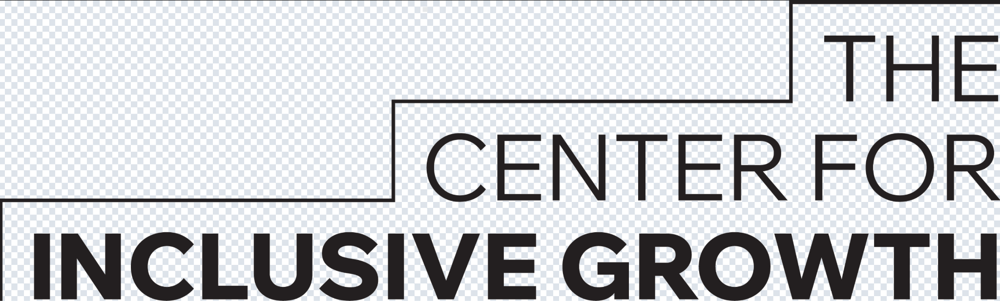 THE
CENTER FOR
INCLUSIVE GROWTH